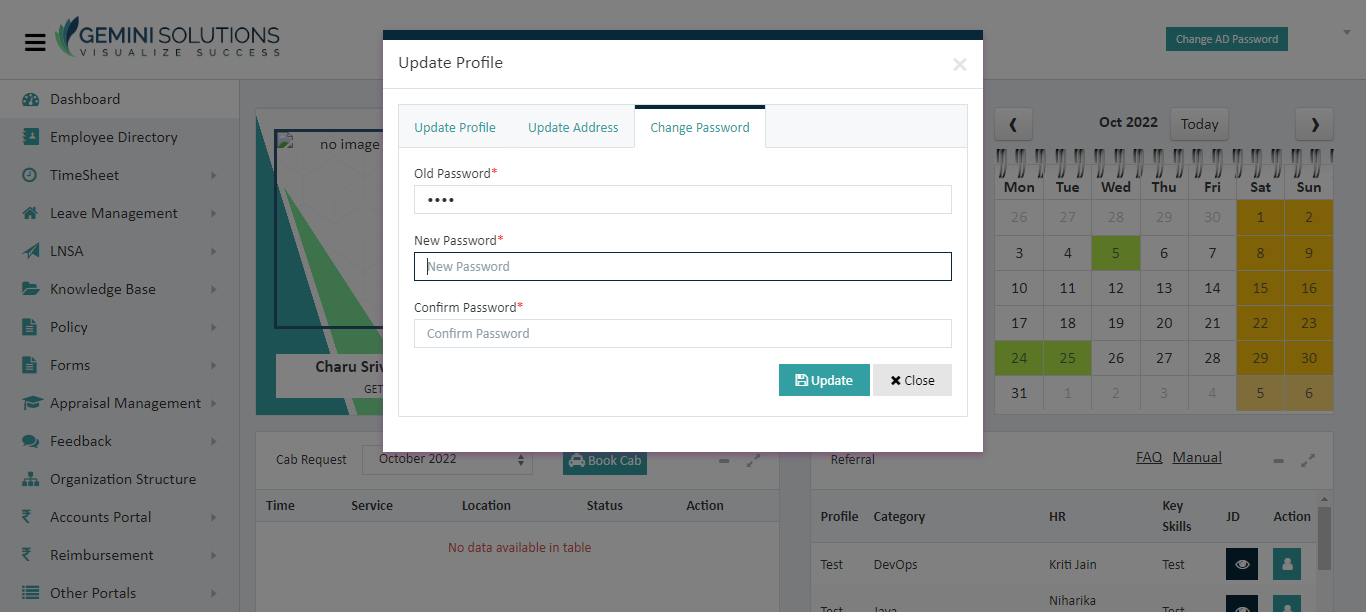 GEMINI SOLUTIONS
VISUALIZE SUCCESS
Change AD Password
Dashboard
Employee Directory
TimeSheet
Leave Management
LNSA
Knowledge Base
Policy
Forms
Appraisal Management
Feedback
Organization Structure
Accounts Portal
Reimbursement
Other Portals
no image
Charu
GET
Update Profile
×
Update Profile Update Address Change Password
Old Password*
••••
New Password*
New Password
Confirm Password*
Confirm Password
Update Close
Oct 2022 Today
Mon Tue Wed Thu Fri Sat Sun
26 27 28 29 30 1 2
3 4 5 6 7 8 9
10 11 12 13 14 15 16
17 18 19 20 21 22 23
24 25 26 27 28 29 30
31 1 2 3 4 5 6
Cab Request October 2022 Book Cab
Time Service Location Status Action
No data available in table
Referral FAQ Manual
Profile Category HR Key Skills JD Action
Test DevOps Kriti Jain Test
Test Java Niharika Test